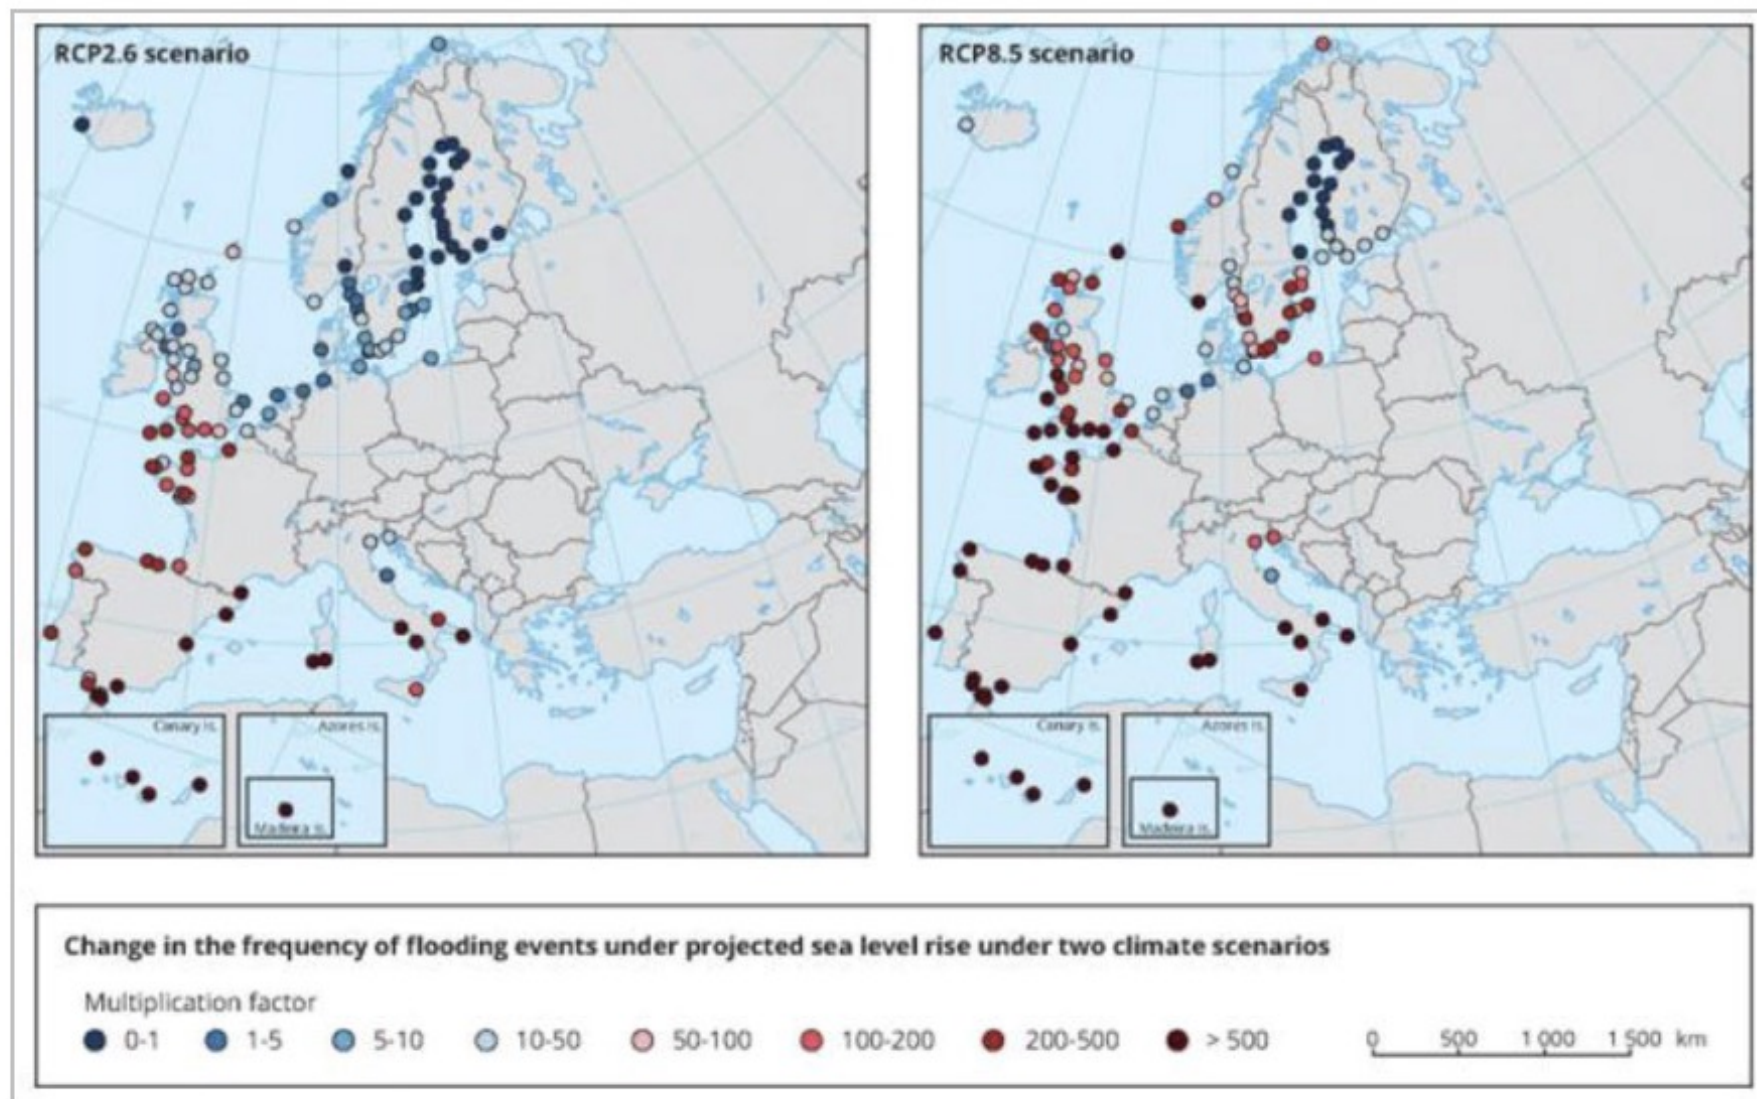 RCP2.6 scenario
RCP8.5 scenario
Canary Is.
Azores Is.
Madeira Is.
Canary Is.
Azores Is.
Madeira Is.
Change in the frequency of flooding events under projected sea level rise under two climate scenarios
Multiplication factor
0-1 1-5 5-10 10-50 50-100 100-200 200-500 > 500
0 500 1 000 1 500 km